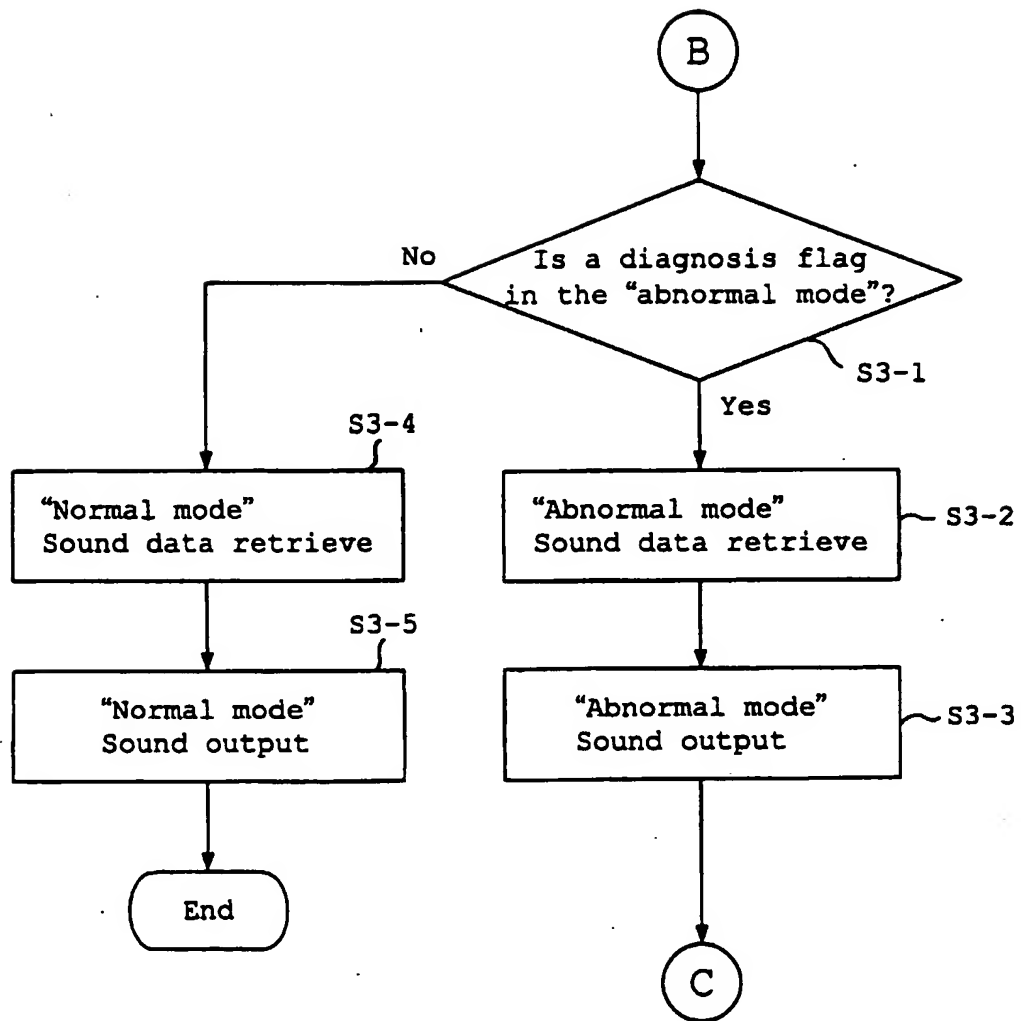 B
Is a diagnosis flag
in the “abnormal mode”?
No
S3-1
Yes
S3-4
“Normal mode”
Sound data retrieve
“Abnormal mode”
Sound data retrieve
S3-2
S3-5
“Normal mode”
Sound output
“Abnormal mode”
Sound output
S3-3
End
C